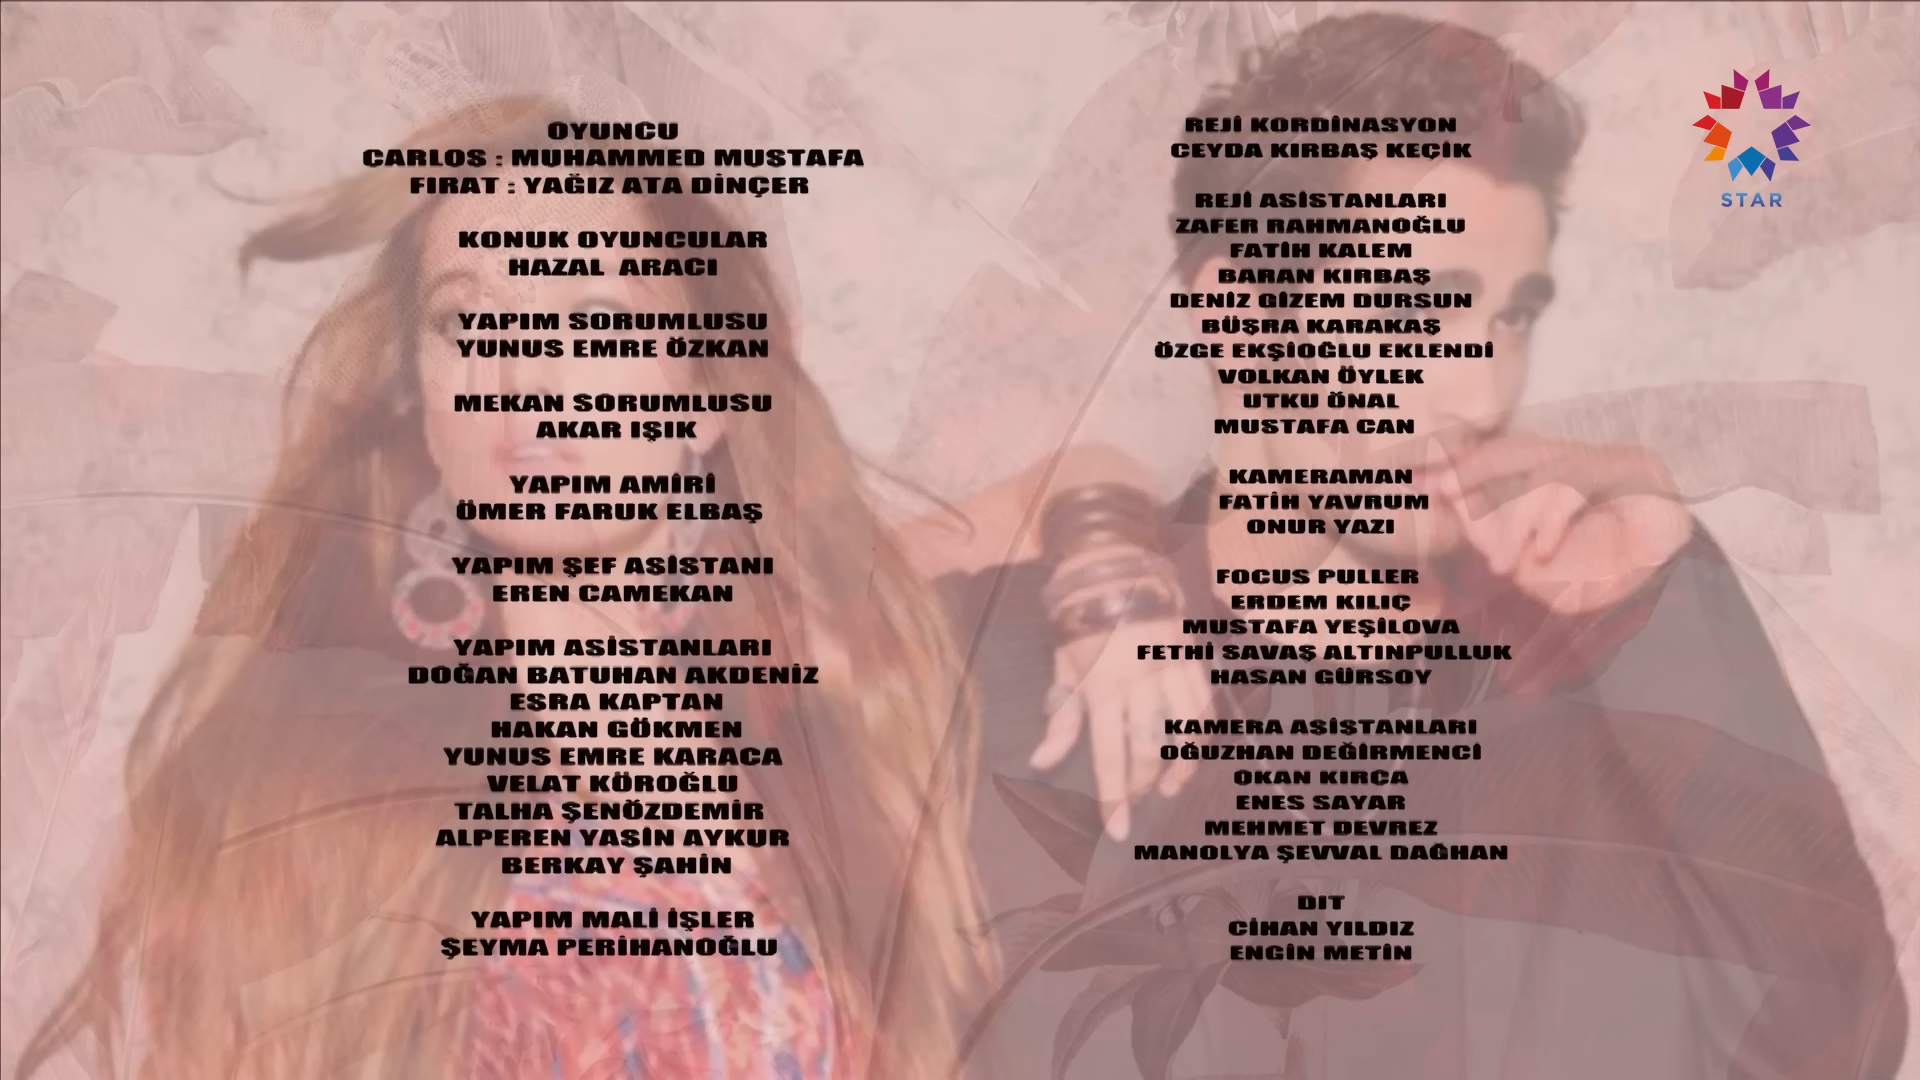 OYUNCU
CARLOS : MUHAMMED MUSTAFA
FIRAT : YAĞIZ ATA DİNÇER
KONUK OYUNCULAR
HAZAL ARACI
YAPIM SORUMLUSU
YUNUS EMRE ÖZKAN
MEKAN SORUMLUSU
AKAR IŞIK
YAPIM AMİRİ
ÖMER FARUK ELBAŞ
YAPIM ŞEF ASİSTANI
EREN CAMEKAN
YAPIM ASİSTANLARI
DOĞAN BATUHAN AKDENİZ
ESRA KAPTAN
HAKAN GÖKMEN
YUNUS EMRE KARACA
VELAT KÖROĞLU
TALHA ŞENÖZDEMİR
ALPEREN YASİN AYKUR
BERKAY ŞAHİN
YAPIM MALİ İŞLER
ŞEYMA PERİHANOĞLU
REJİ KORDİNASYON
CEYDA KIRBAŞ KEÇİK
REJİ ASİSTANLARI
ZAFER RAHMANOĞLU
FATİH KALEM
BARAN KIRBAŞ
DENİZ GİZEM DURSUN
BÜŞRA KARAKAŞ
ÖZGE EKŞİOĞLU EKLENDİ
VOLKAN ÖYLEK
UTKU ÖNAL
MUSTAFA CAN
KAMERAMAN
FATİH YAVRUM
ONUR YAZI
FOCUS PULLER
ERDEM KILIÇ
MUSTAFA YEŞİLOVA
FETHİ SAVAŞ ALTINPULLUK
HASAN GÜRSOY
KAMERA ASİSTANLARI
OĞUZHAN DEĞİRMENCİ
OKAN KIRCA
ENES SAYAR
MEHMET DEVREZ
MANOLYA ŞEVVAL DAĞHAN
DIT
CİHAN YILDIZ
ENGİN METİN
STAR